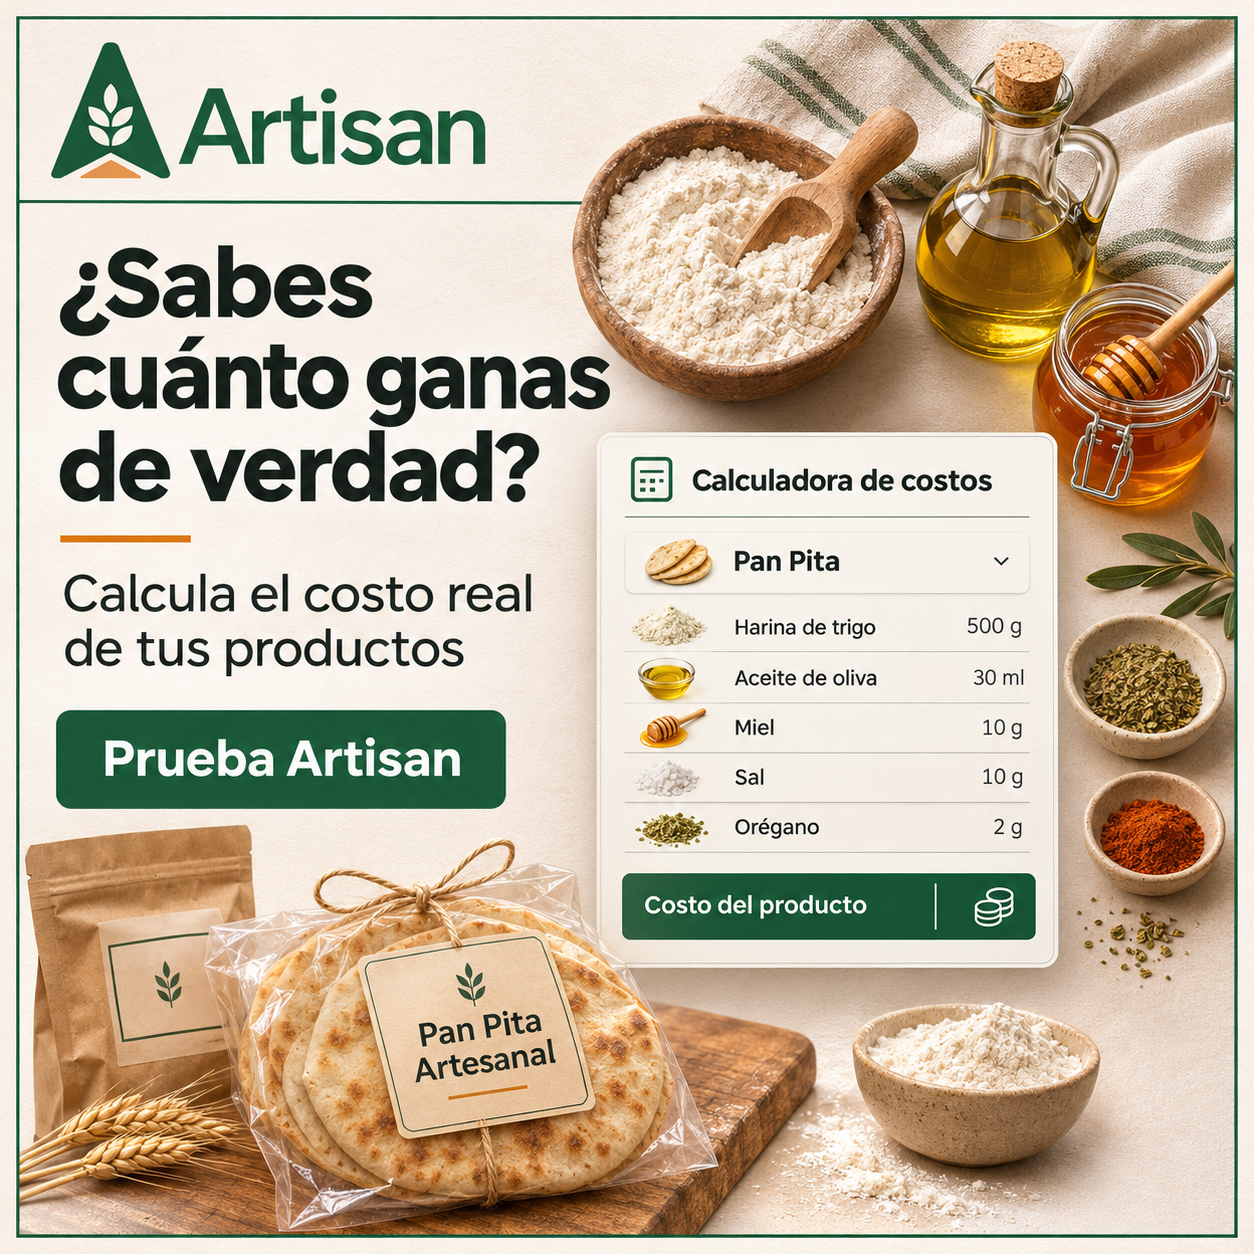 Artisan
¿Sabes
cuánto ganas
de verdad?
Calcula el costo real
de tus productos
Prueba Artisan
Calculadora de costos
Pan Pita
Harina de trigo 500 g
Aceite de oliva 30 ml
Miel 10 g
Sal 10 g
Orégano 2 g
Costo del producto
Pan Pita
Artesanal